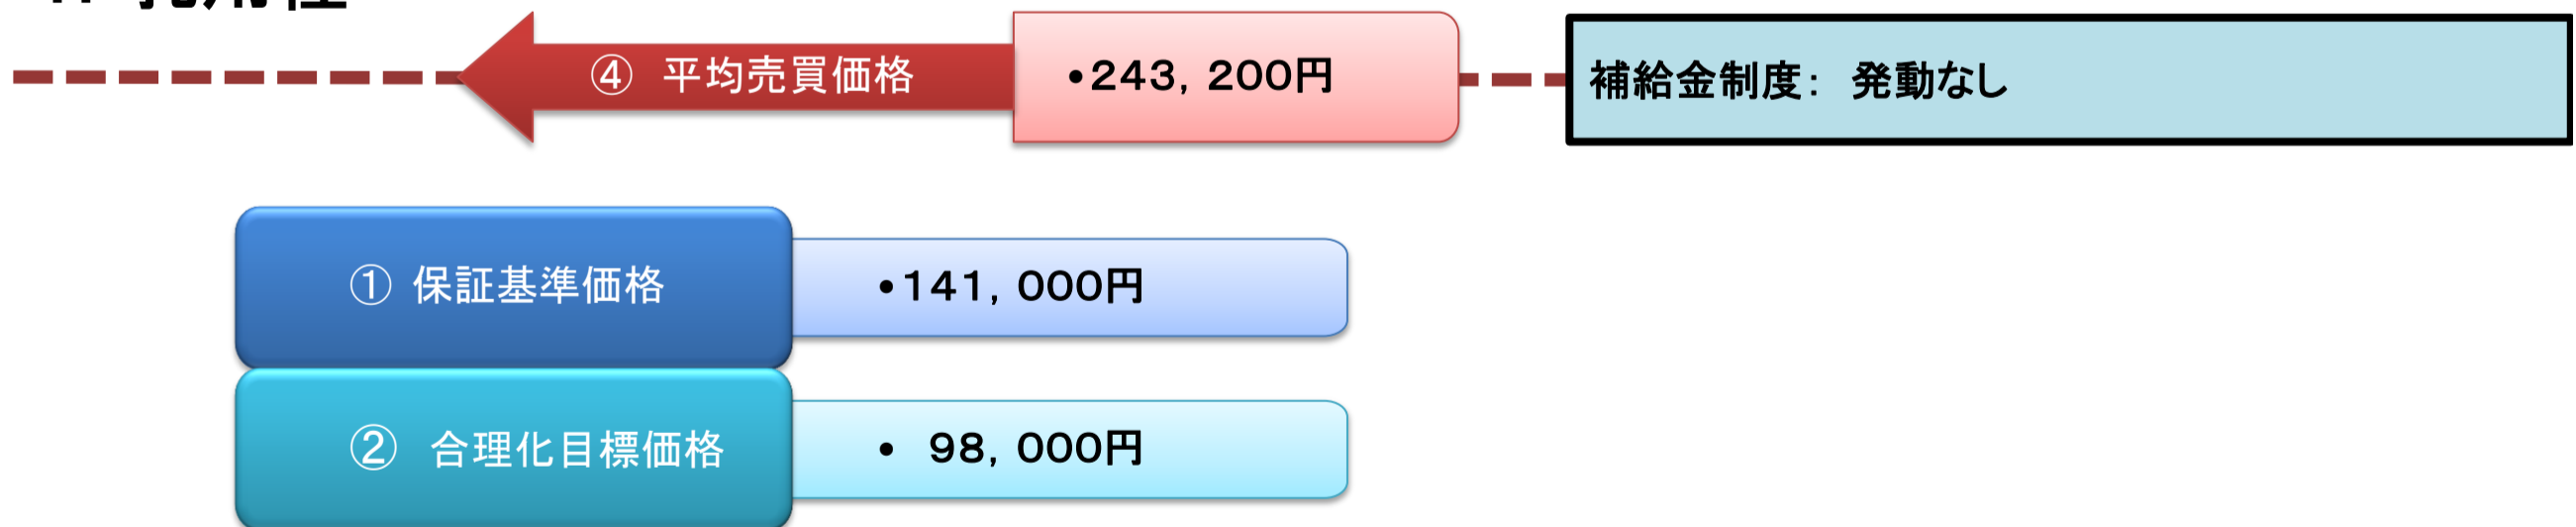 ④ 平均売買価格
•243，200円
補給金制度： 発動なし
① 保証基準価格
•141，000円
② 合理化目標価格
• 98，000円